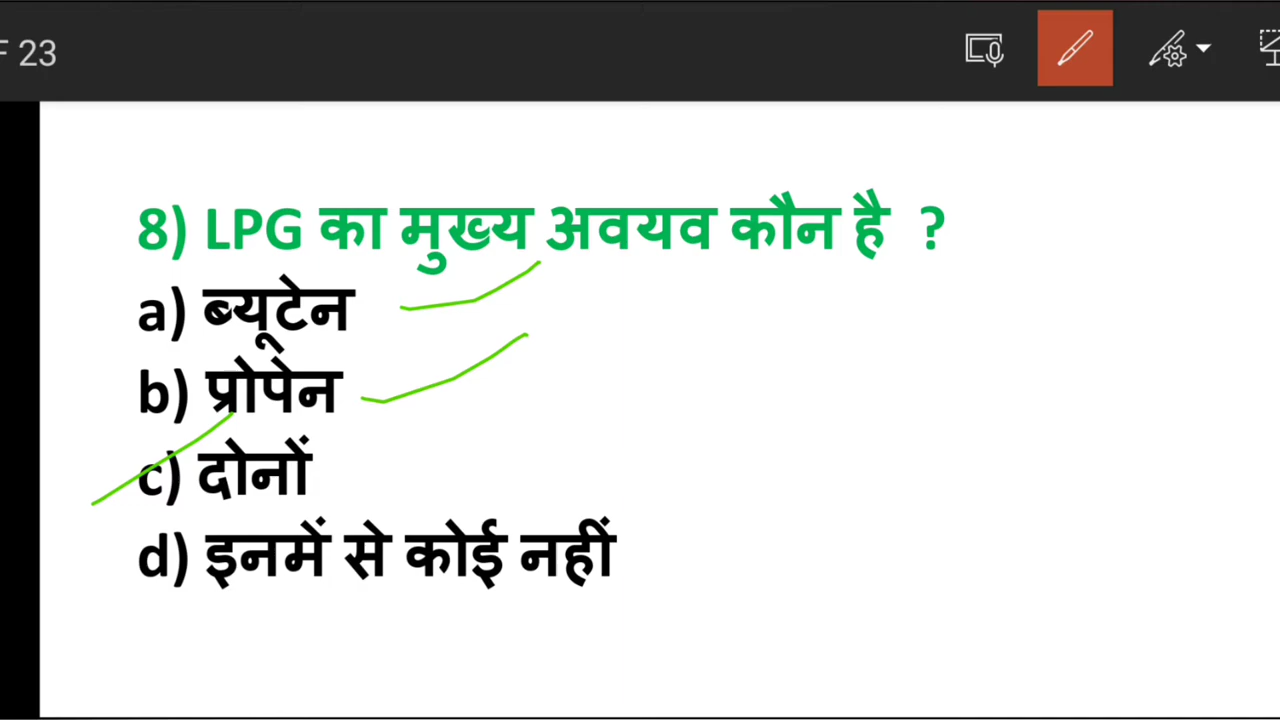 F 23
8) LPG का मुख्य अवयव कौन है ?
a) ब्यूटेन
b) प्रोपेन
c) दोनों
d) इनमें से कोई नहीं